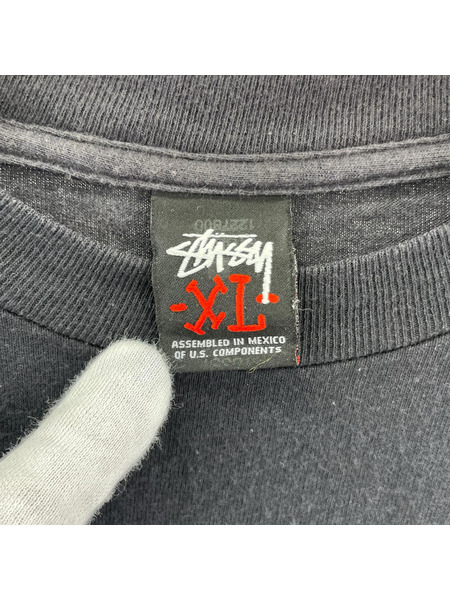 STÜSSY
-XL-
ASSEMBLED IN MEXICO
OF U.S. COMPONENTS